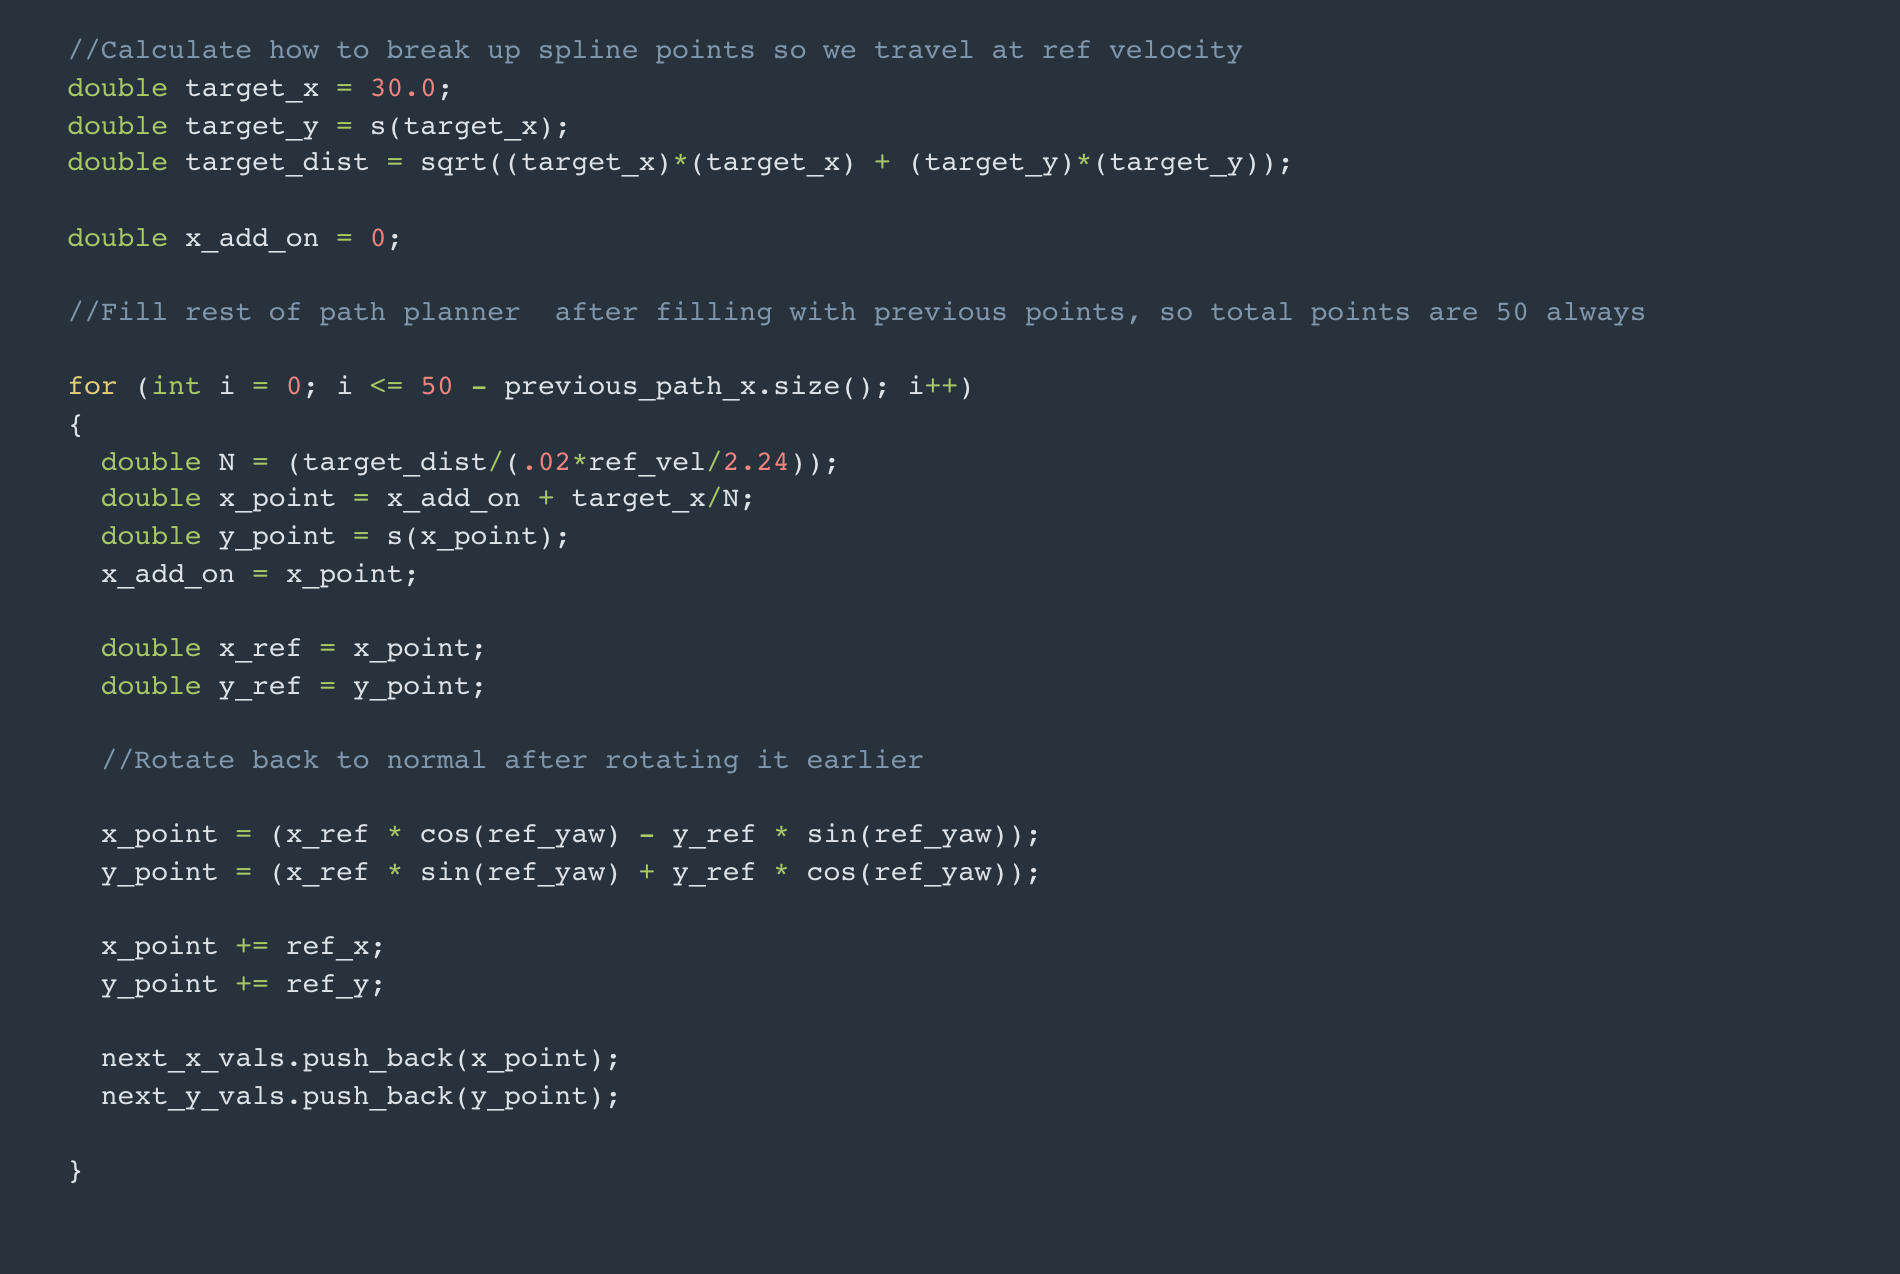 //Calculate how to break up spline points so we travel at ref velocity
double target_x = 30.0;
double target_y = s(target_x);
double target_dist = sqrt((target_x)*(target_x) + (target_y)*(target_y));
double x_add_on = 0;
//Fill rest of path planner  after filling with previous points, so total points are 50 always
for (int i = 0; i <= 50 - previous_path_x.size(); i++)
{
  double N = (target_dist/(.02*ref_vel/2.24));
  double x_point = x_add_on + target_x/N;
  double y_point = s(x_point);
  x_add_on = x_point;
  double x_ref = x_point;
  double y_ref = y_point;
  //Rotate back to normal after rotating it earlier
  x_point = (x_ref * cos(ref_yaw) - y_ref * sin(ref_yaw));
  y_point = (x_ref * sin(ref_yaw) + y_ref * cos(ref_yaw));
  x_point += ref_x;
  y_point += ref_y;
  next_x_vals.push_back(x_point);
  next_y_vals.push_back(y_point);
}